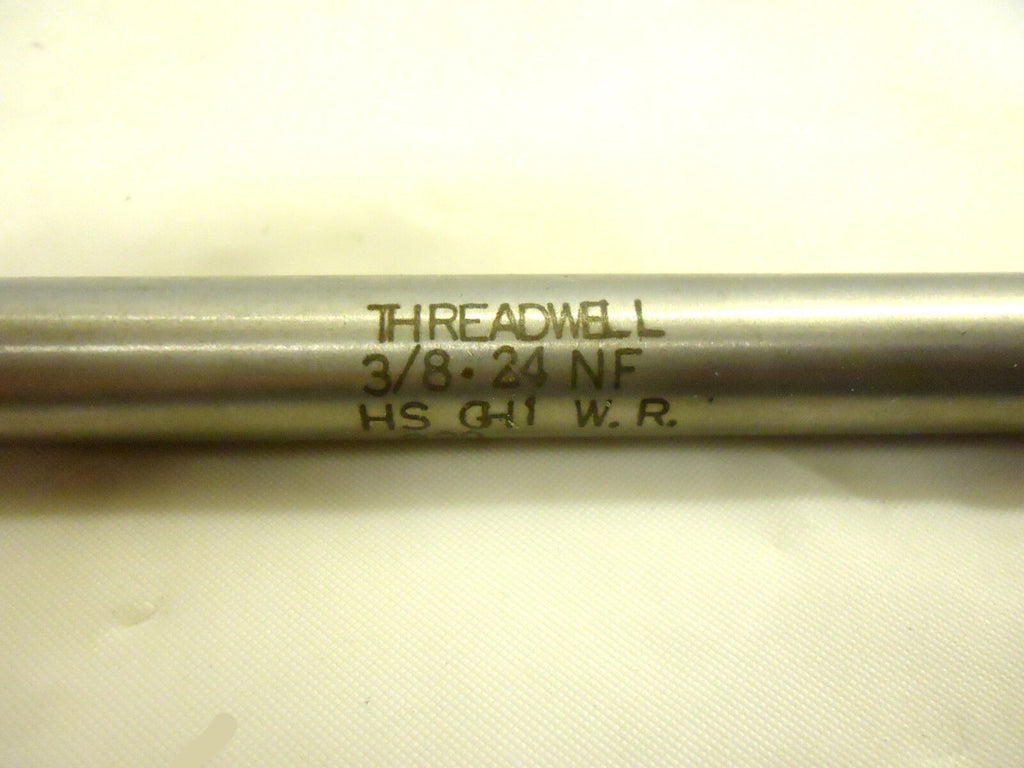 THREADWELL
3/8 · 24 NF
HS GH1 W. R.